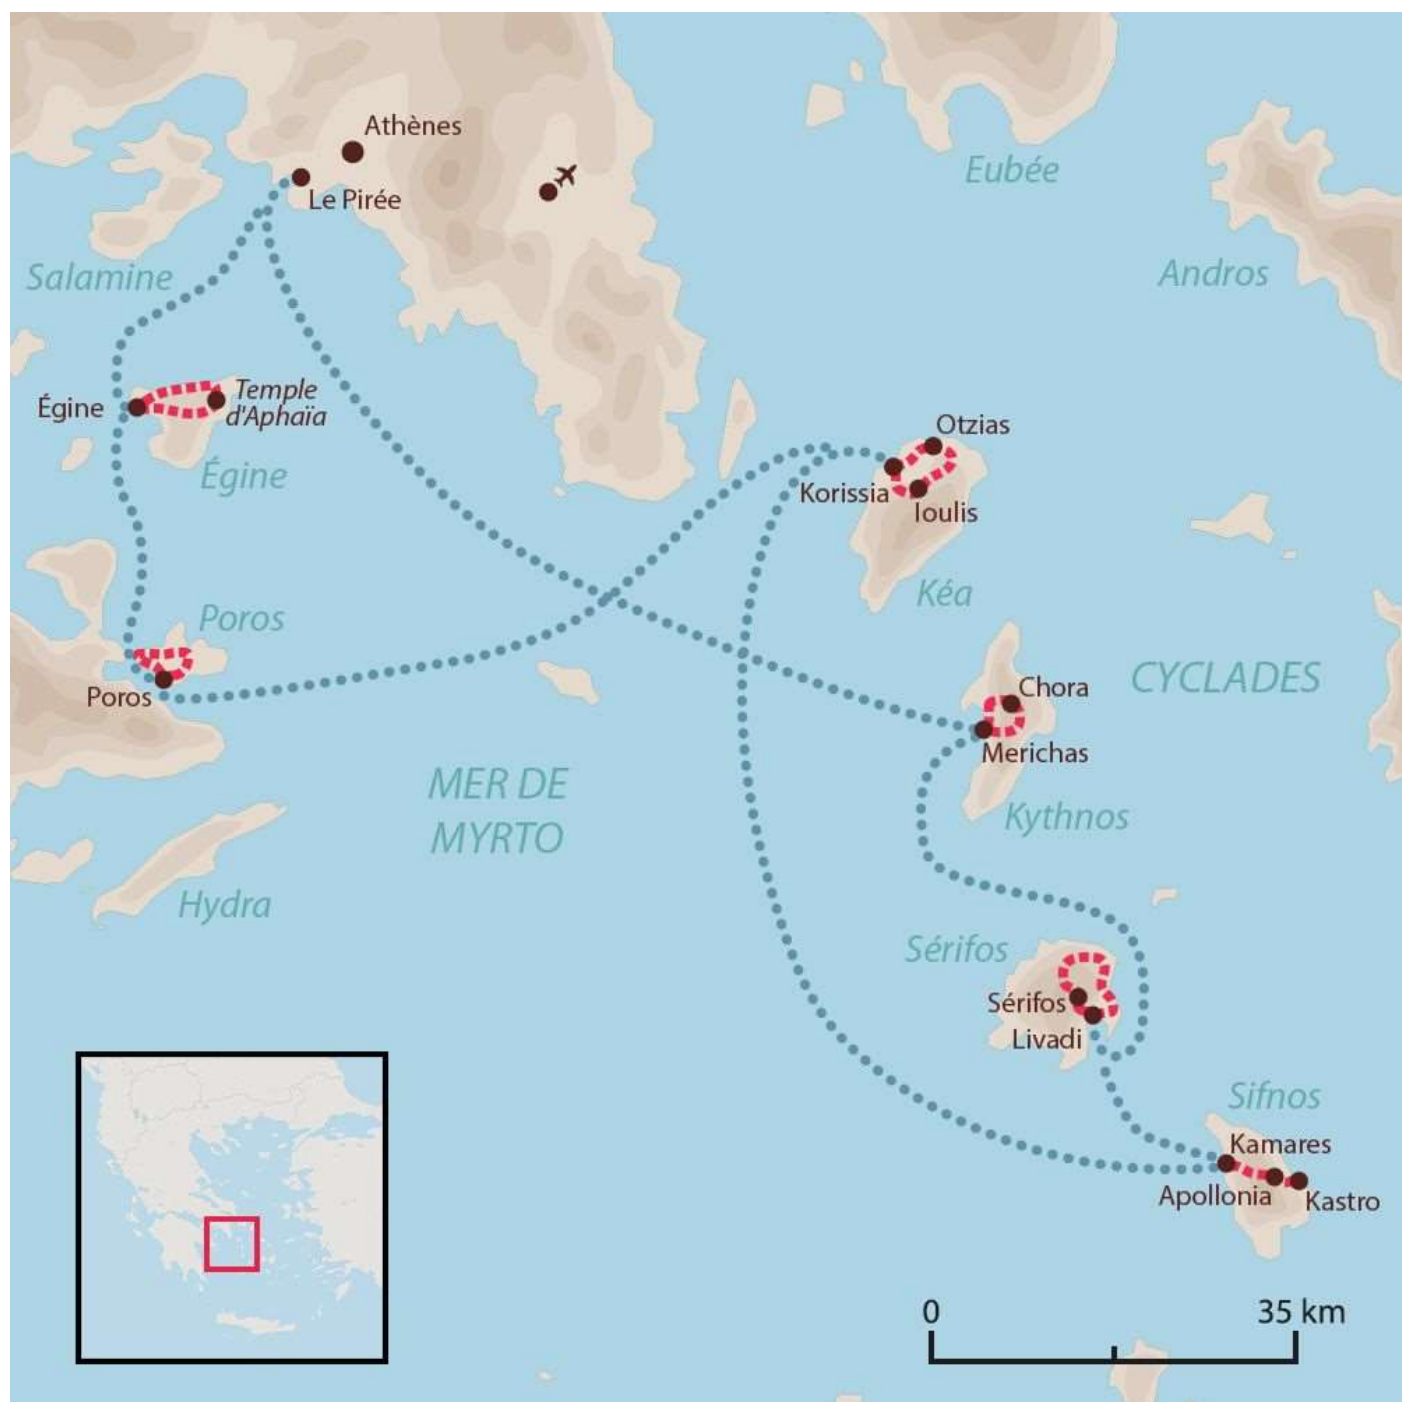 Athènes
Le Pirée
Eubée
Salamine
Andros
Égine
Temple
d'Aphaïa
Égine
Otzias
Korissia
Ioulis
Kéa
Poros
Poros
CYCLADES
Chora
Merichas
MER DE
MYRTO
Kythnos
Hydra
Sérifos
Sérifos
Livadi
Sifnos
Kamares
Apollonia
Kastro
0
35 km